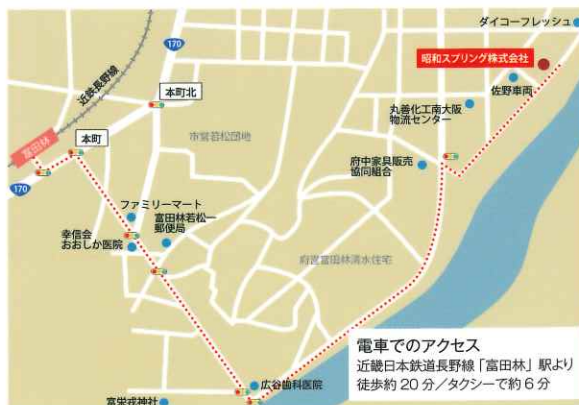 ダイコーフレッシュ
昭和スプリング株式会社
170
近鉄長野線
本町北
佐野車両
丸善化工南大阪
物流センター
本町
富田林
市営若松団地
府中家具販売
協同組合
170
ファミリーマート
富田林若松一
郵便局
幸信会
おおしか医院
府営富田林清水住宅
電車でのアクセス
近畿日本鉄道長野線「富田林」駅より
徒歩約20分／タクシーで約6分
広谷歯科医院
富栄戎神社